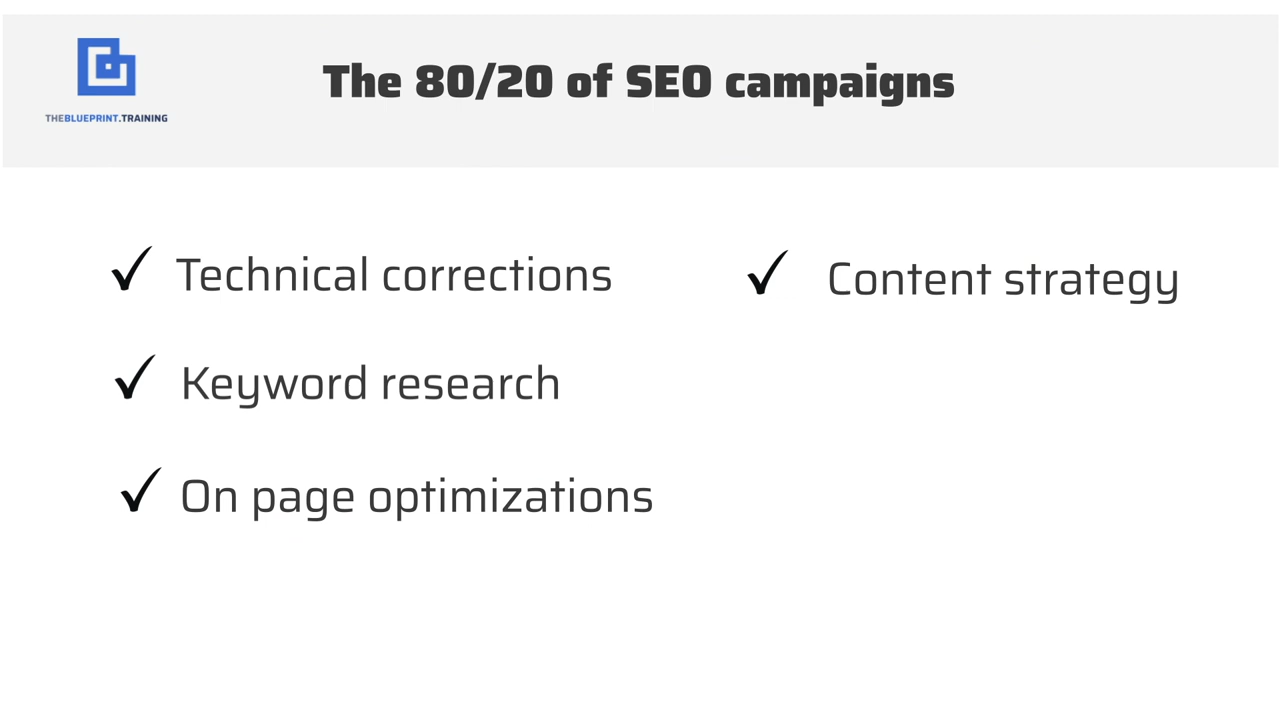 THEBLUEPRINT.TRAINING
The 80/20 of SEO campaigns
Technical corrections
Keyword research
On page optimizations
Content strategy